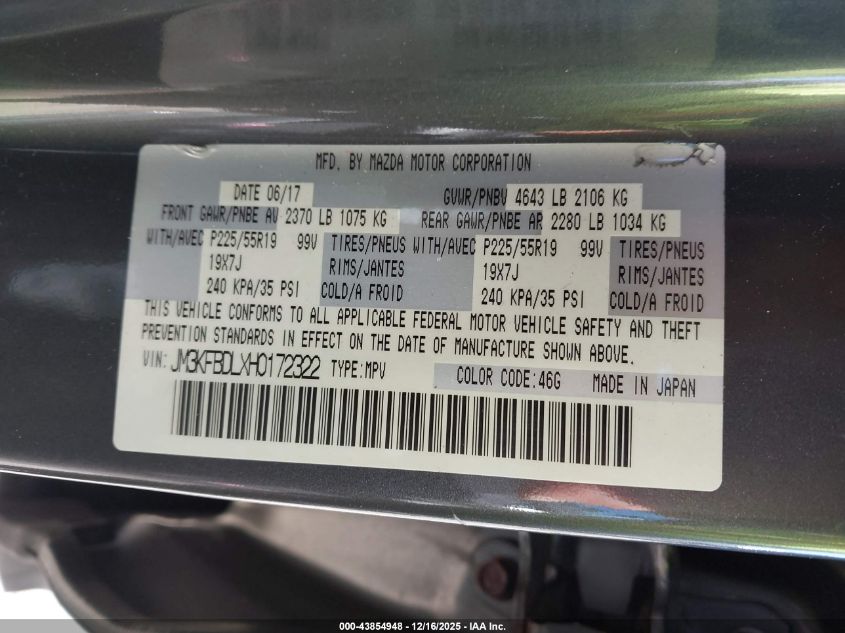 MFD. BY MAZDA MOTOR CORPORATION
DATE 06/17 GVWR/PNBV 4643 LB 2106 KG
FRONT GAWR/PNBE AV 2370 LB 1075 KG REAR GAWR/PNBE AR 2280 LB 1034 KG
WITH/AVEC P225/55R19 99V TIRES/PNEUS WITH/AVEC P225/55R19 99V TIRES/PNEUS
19X7J RIMS/JANTES 19X7J RIMS/JANTES
240 KPA/35 PSI COLD/A FROID 240 KPA/35 PSI COLD/A FROID
THIS VEHICLE CONFORMS TO ALL APPLICABLE FEDERAL MOTOR VEHICLE SAFETY AND THEFT
PREVENTION STANDARDS IN EFFECT ON THE DATE OF MANUFACTURE SHOWN ABOVE.
VIN: JM3KFBDLXH0172322 TYPE:MPV COLOR CODE:46G MADE IN JAPAN
000-43854948 - 12/16/2025 - IAA Inc.